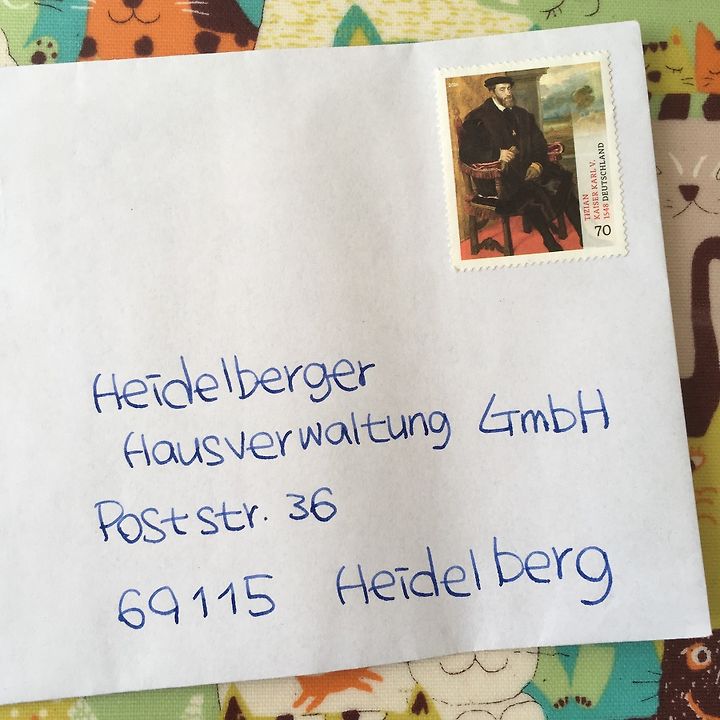 TIZIAN
KAISER KARL V.
1548 DEUTSCHLAND
70
Heidelberger
Hausverwaltung GmbH
Poststr. 36
69115 Heidelberg